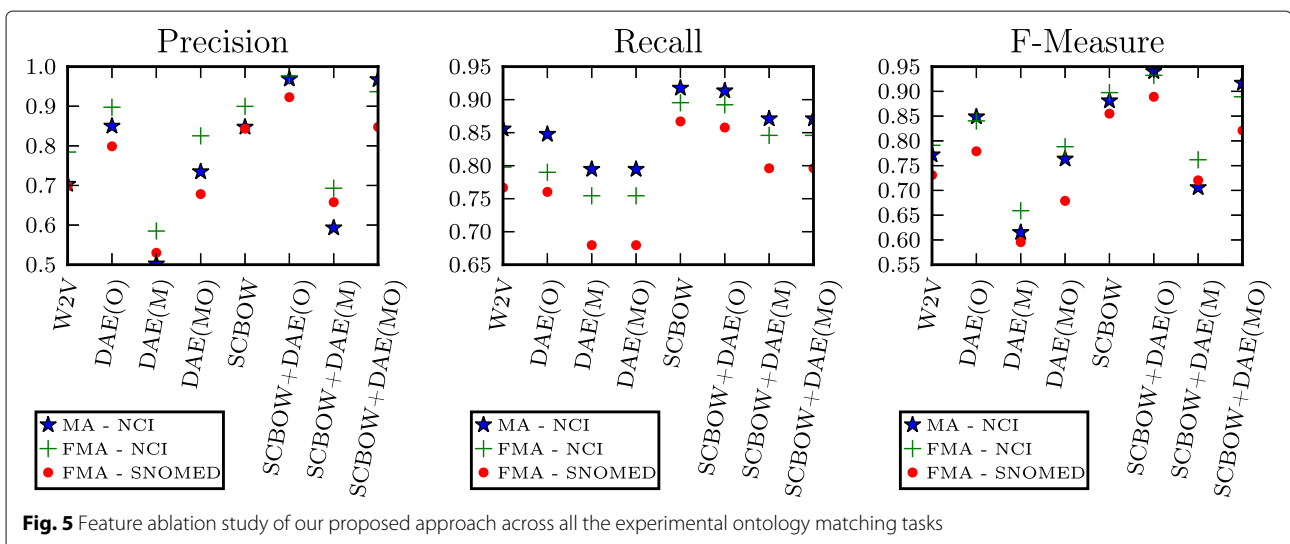 Precision
1.0
0.9
0.8
0.7
0.6
0.5
W2V
DAE(O)
DAE(M)
DAE(MO)
SCBOW
SCBOW+DAE(O)
SCBOW+DAE(M)
SCBOW+DAE(MO)
MA - NCI
FMA - NCI
FMA - SNOMED
Recall
0.95
0.90
0.85
0.80
0.75
0.70
0.65
W2V
DAE(O)
DAE(M)
DAE(MO)
SCBOW
SCBOW+DAE(O)
SCBOW+DAE(M)
SCBOW+DAE(MO)
MA - NCI
FMA - NCI
FMA - SNOMED
F-Measure
0.95
0.90
0.85
0.80
0.75
0.70
0.65
0.60
0.55
W2V
DAE(O)
DAE(M)
DAE(MO)
SCBOW
SCBOW+DAE(O)
SCBOW+DAE(M)
SCBOW+DAE(MO)
MA - NCI
FMA - NCI
FMA - SNOMED
Fig. 5 Feature ablation study of our proposed approach across all the experimental ontology matching tasks